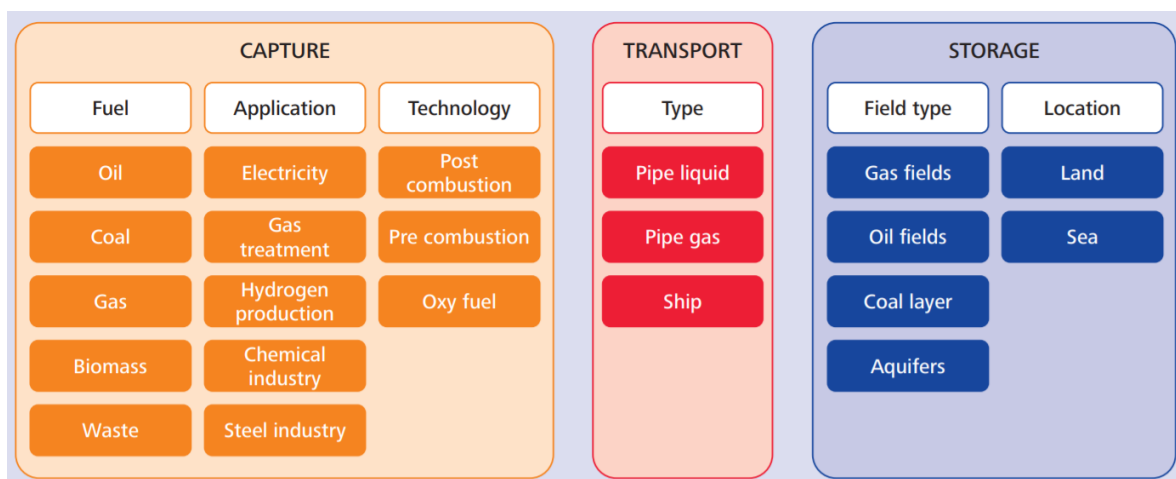 CAPTURE
Fuel
Application
Technology
Oil
Coal
Gas
Biomass
Waste
Electricity
Gas
treatment
Hydrogen
production
Chemical
industry
Steel industry
Post
combustion
Pre combustion
Oxy fuel
TRANSPORT
Type
Pipe liquid
Pipe gas
Ship
STORAGE
Field type
Location
Gas fields
Oil fields
Coal layer
Aquifers
Land
Sea